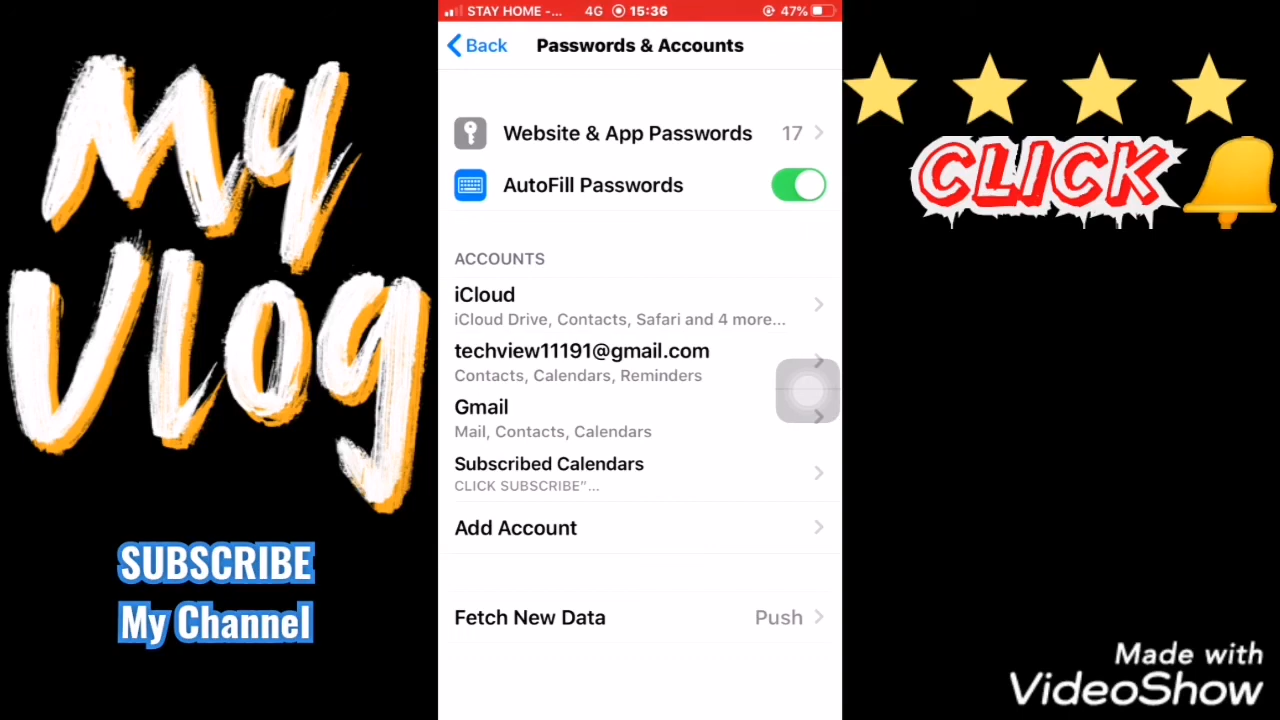 My
Vlog
SUBSCRIBE
My Channel
STAY HOME -... 4G 15:36 47%
Back Passwords & Accounts
Website & App Passwords 17
AutoFill Passwords
ACCOUNTS
iCloud
iCloud Drive, Contacts, Safari and 4 more...
techview11191@gmail.com
Contacts, Calendars, Reminders
Gmail
Mail, Contacts, Calendars
Subscribed Calendars
CLICK SUBSCRIBE"...
Add Account
Fetch New Data Push
CLICK
Made with
VideoShow